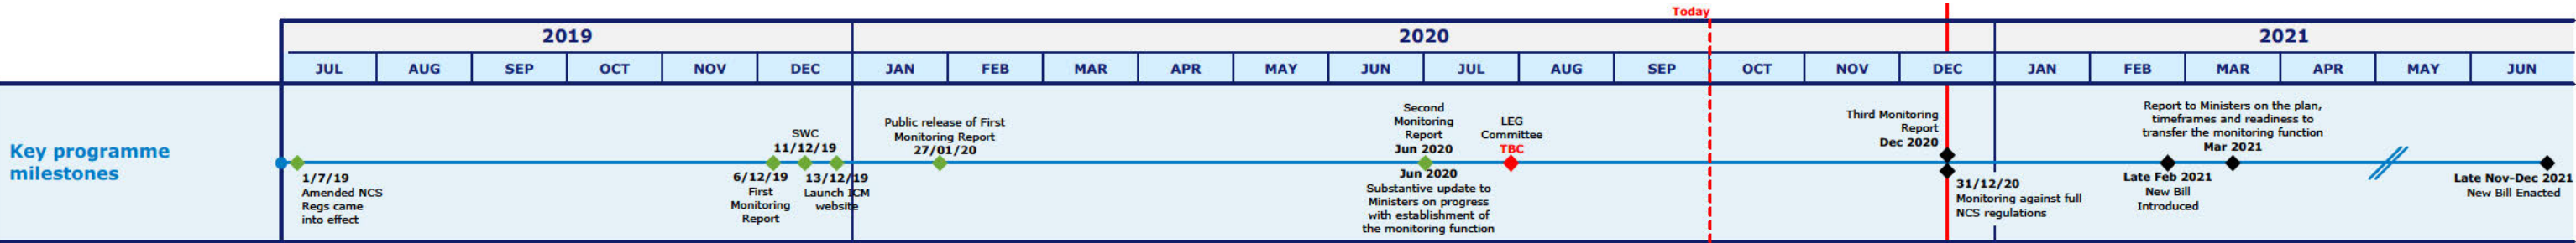 Today
2019
2020
2021
JUL AUG SEP OCT NOV DEC JAN FEB MAR APR MAY JUN JUL AUG SEP OCT NOV DEC JAN FEB MAR APR MAY JUN
Key programme
milestones
1/7/19
Amended NCS
Regs came
into effect
6/12/19
First
Monitoring
Report
SWC
11/12/19
13/12/19
Launch ICM
website
Public release of First
Monitoring Report
27/01/20
Second
Monitoring
Report
Jun 2020
Jun 2020
Substantive update to
Ministers on progress
with establishment of
the monitoring function
LEG
Committee
TBC
Third Monitoring
Report
Dec 2020
31/12/20
Monitoring against full
NCS regulations
Late Feb 2021
New Bill
Introduced
Report to Ministers on the plan,
timeframes and readiness to
transfer the monitoring function
Mar 2021
Late Nov-Dec 2021
New Bill Enacted